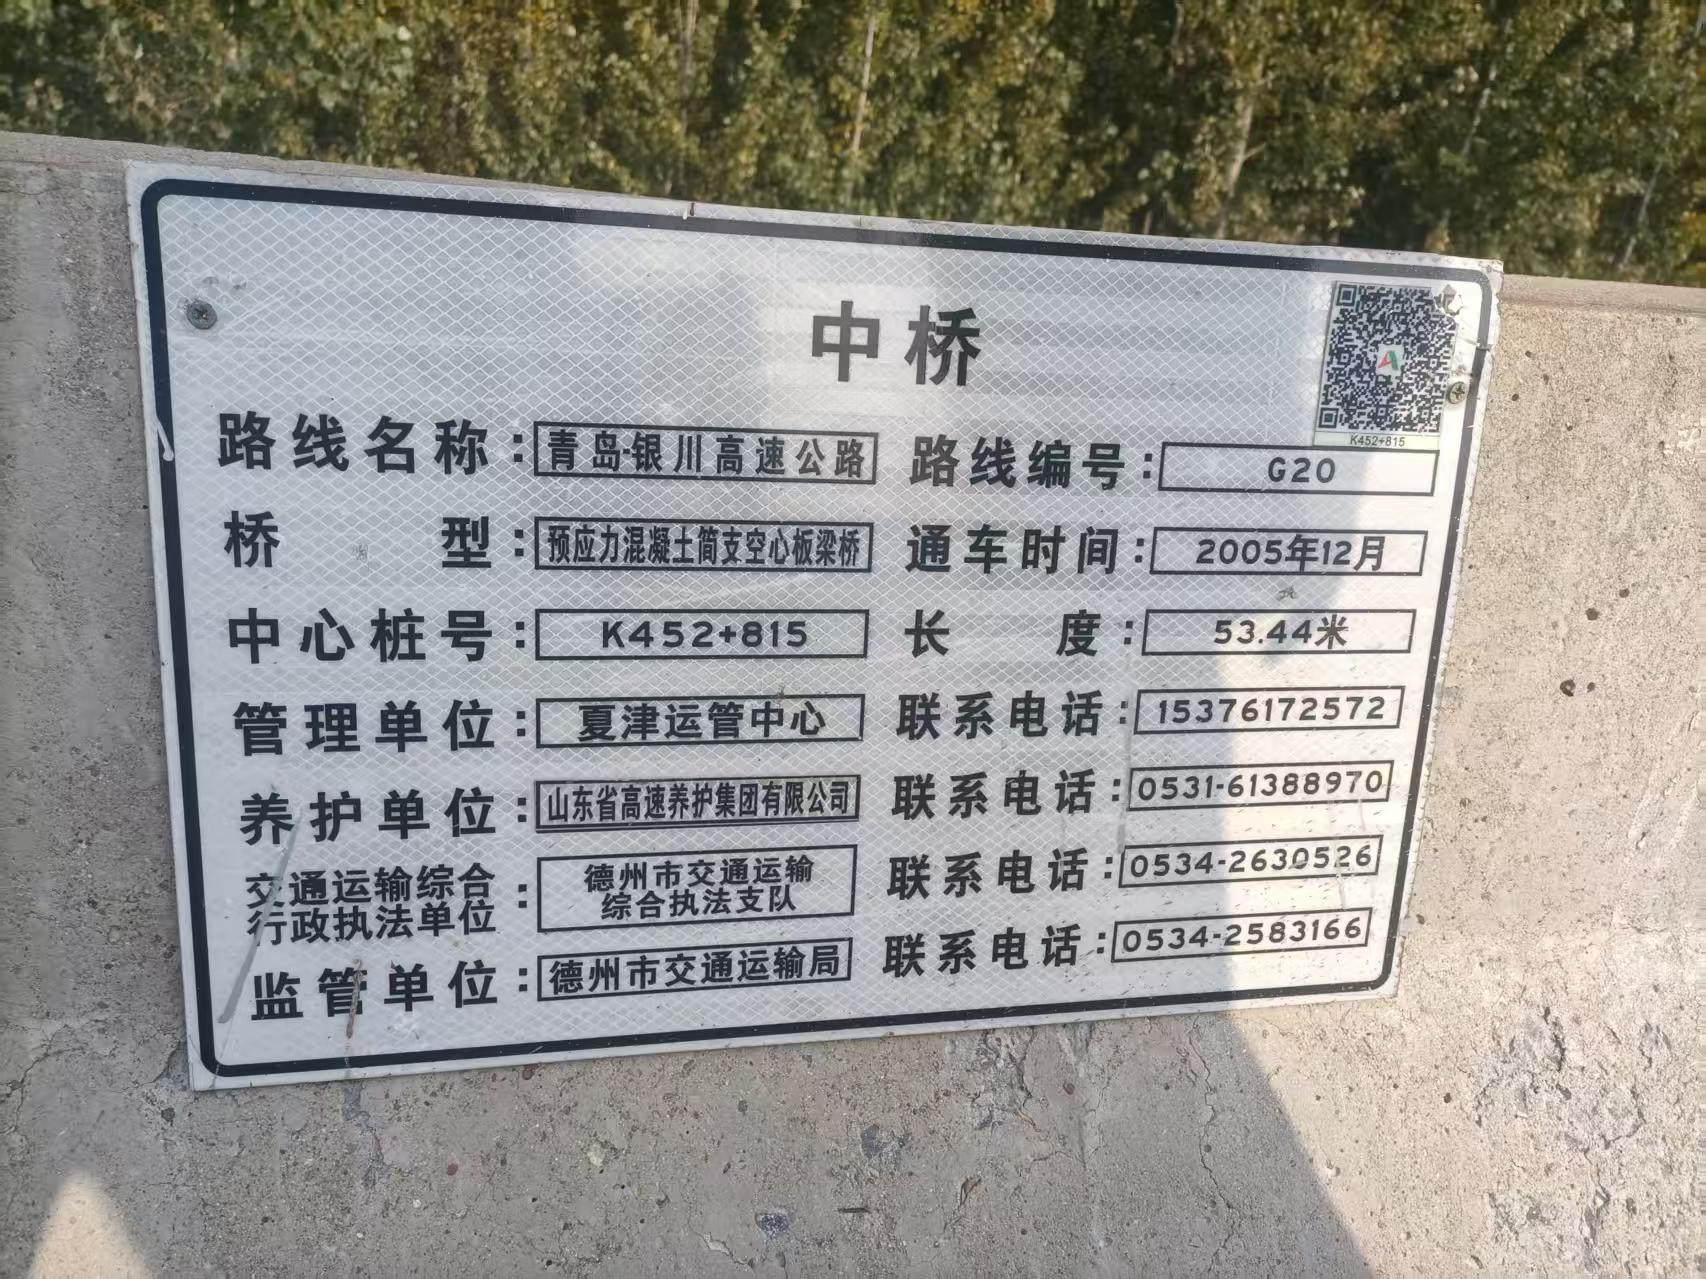 中桥
K452+815
路线名称：青岛-银川高速公路 路线编号：G20
桥型：预应力混凝土简支空心板梁桥 通车时间：2005年12月
中心桩号：K452+815 长度：53.44米
管理单位：夏津运管中心 联系电话：15376172572
养护单位：山东省高速养护集团有限公司 联系电话：0531-61388970
交通运输综合
行政执法单位：德州市交通运输
综合执法支队 联系电话：0534-2630526
监管单位：德州市交通运输局 联系电话：0534-2583166